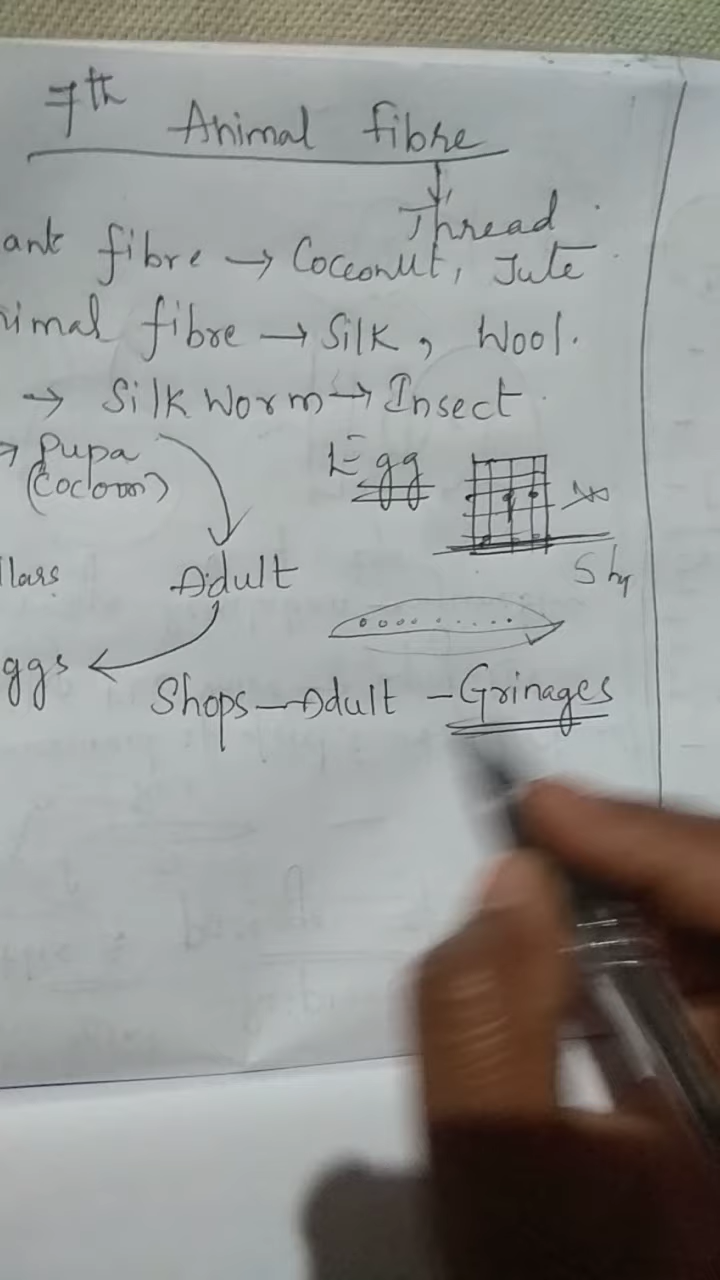 7th Animal fibre
Thread
ant fibre → Coconut, Jute
imal fibre → Silk, Wool.
→ Silk Worm → Insect
Pupa
(Cocoon)
Egg
llars Adult
ggs
Shops - Adult - Grinages